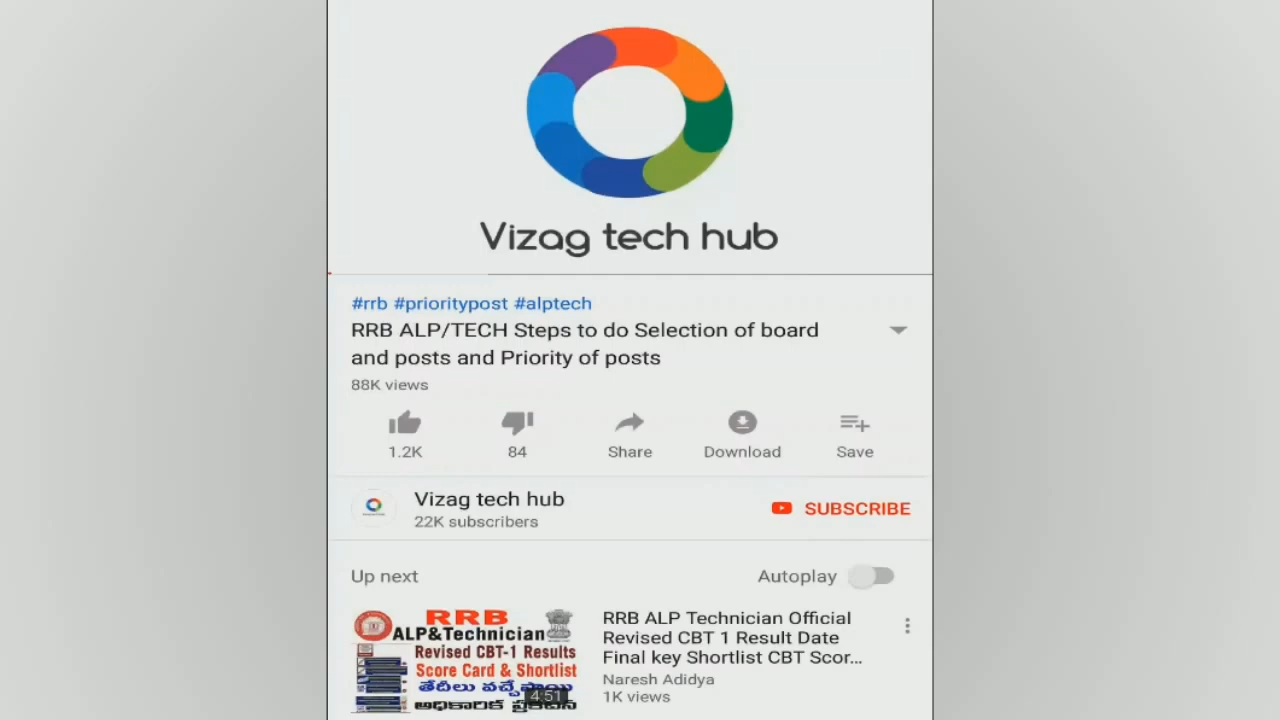 Vizag tech hub
#rrb #prioritypost #alptech
RRB ALP/TECH Steps to do Selection of board
and posts and Priority of posts
88K views
1.2K
84
Share
Download
Save
Vizag tech hub
22K subscribers
SUBSCRIBE
Up next
Autoplay
RRB
ALP&Technician
Revised CBT-1 Results
Score Card & Shortlist
తేదీలు వచ్చేసాయి
అధికారిక ప్రకటన
4:51
RRB ALP Technician Official
Revised CBT 1 Result Date
Final key Shortlist CBT Scor...
Naresh Adidya
1K views